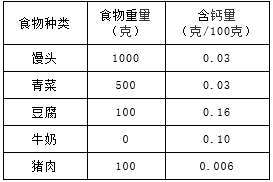 食物种类 食物重量（克） 含钙量（克/100克）
馒头 1000 0.03
青菜 500 0.03
豆腐 100 0.16
牛奶 0 0.10
猪肉 100 0.006